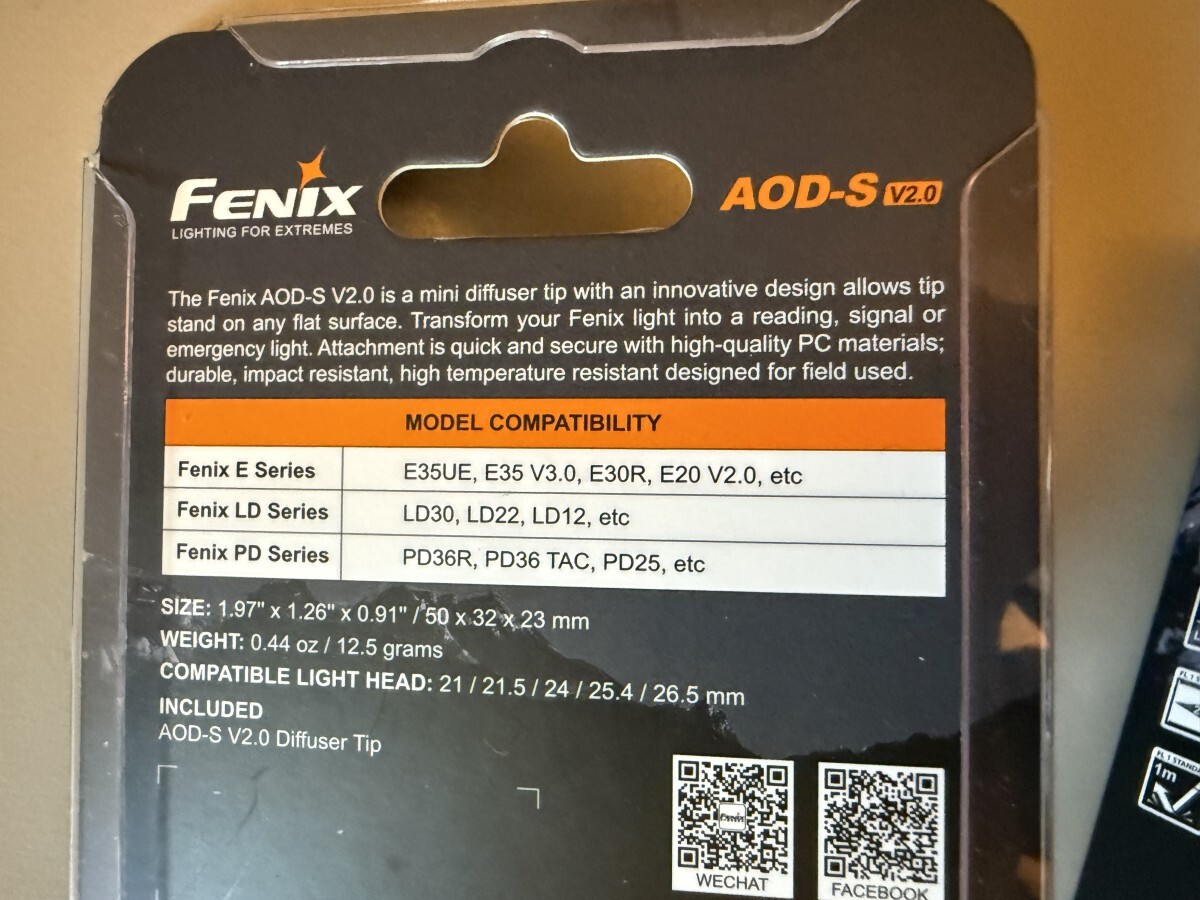 FENIX
LIGHTING FOR EXTREMES
AOD-S V2.0
The Fenix AOD-S V2.0 is a mini diffuser tip with an innovative design allows tip
stand on any flat surface. Transform your Fenix light into a reading, signal or
emergency light. Attachment is quick and secure with high-quality PC materials;
durable, impact resistant, high temperature resistant designed for field used.
MODEL COMPATIBILITY
Fenix E Series E35UE, E35 V3.0, E30R, E20 V2.0, etc
Fenix LD Series LD30, LD22, LD12, etc
Fenix PD Series PD36R, PD36 TAC, PD25, etc
SIZE: 1.97" x 1.26" x 0.91" / 50 x 32 x 23 mm
WEIGHT: 0.44 oz / 12.5 grams
COMPATIBLE LIGHT HEAD: 21 / 21.5 / 24 / 25.4 / 26.5 mm
INCLUDED
AOD-S V2.0 Diffuser Tip
FENIX
WECHAT
FACEBOOK
FL 1
FL 1 STANDA
1m